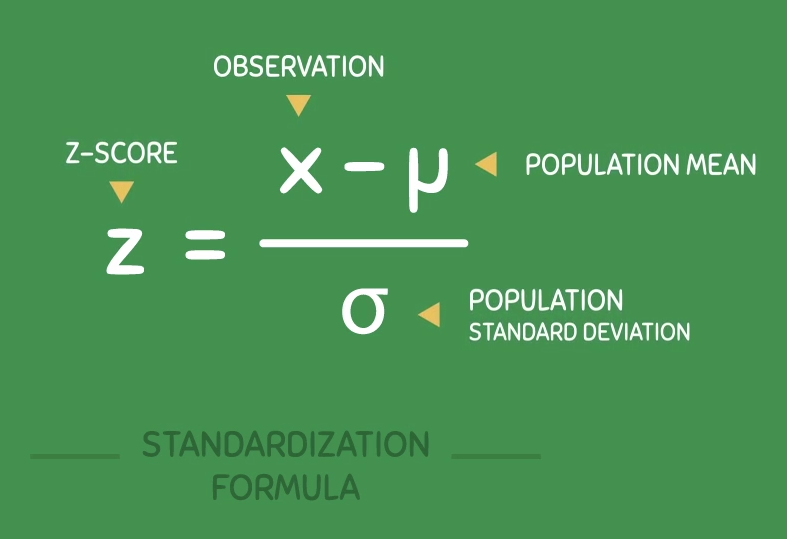 OBSERVATION
Z-SCORE
x - μ
POPULATION MEAN
z =
σ
POPULATION
STANDARD DEVIATION
STANDARDIZATION
FORMULA